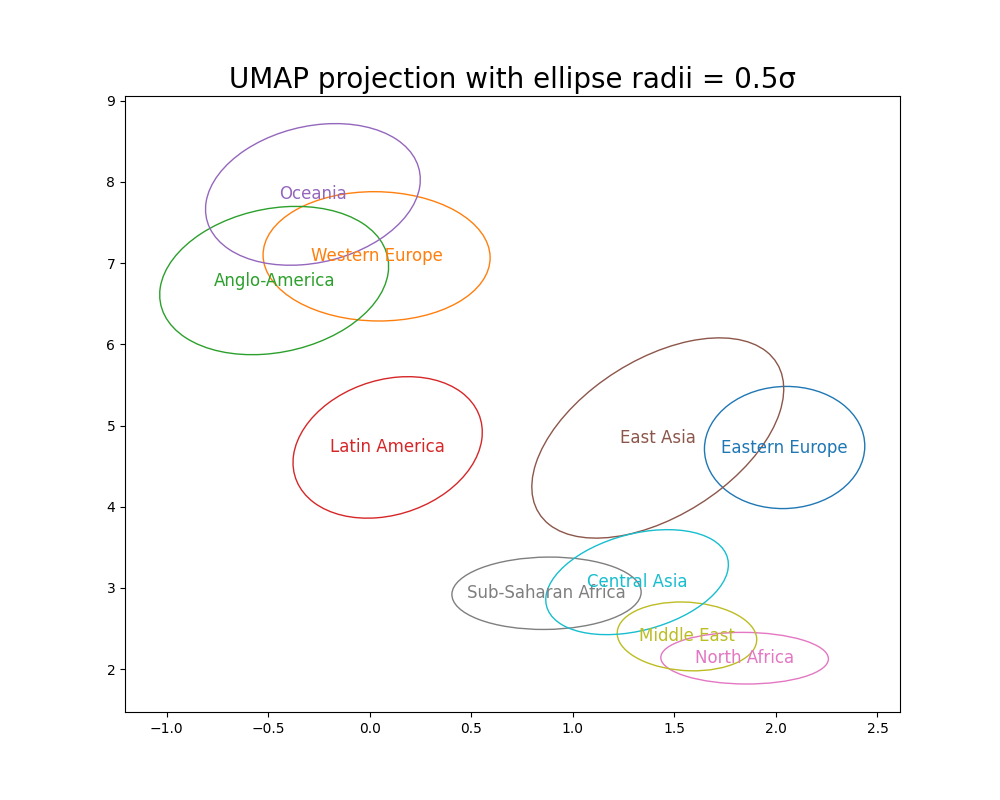 UMAP projection with ellipse radii = 0.5σ
9
8
7
6
5
4
3
2
Oceania
Western Europe
Anglo-America
East Asia
Latin America
Eastern Europe
Central Asia
Sub-Saharan Africa
Middle East
North Africa
−1.0 −0.5 0.0 0.5 1.0 1.5 2.0 2.5